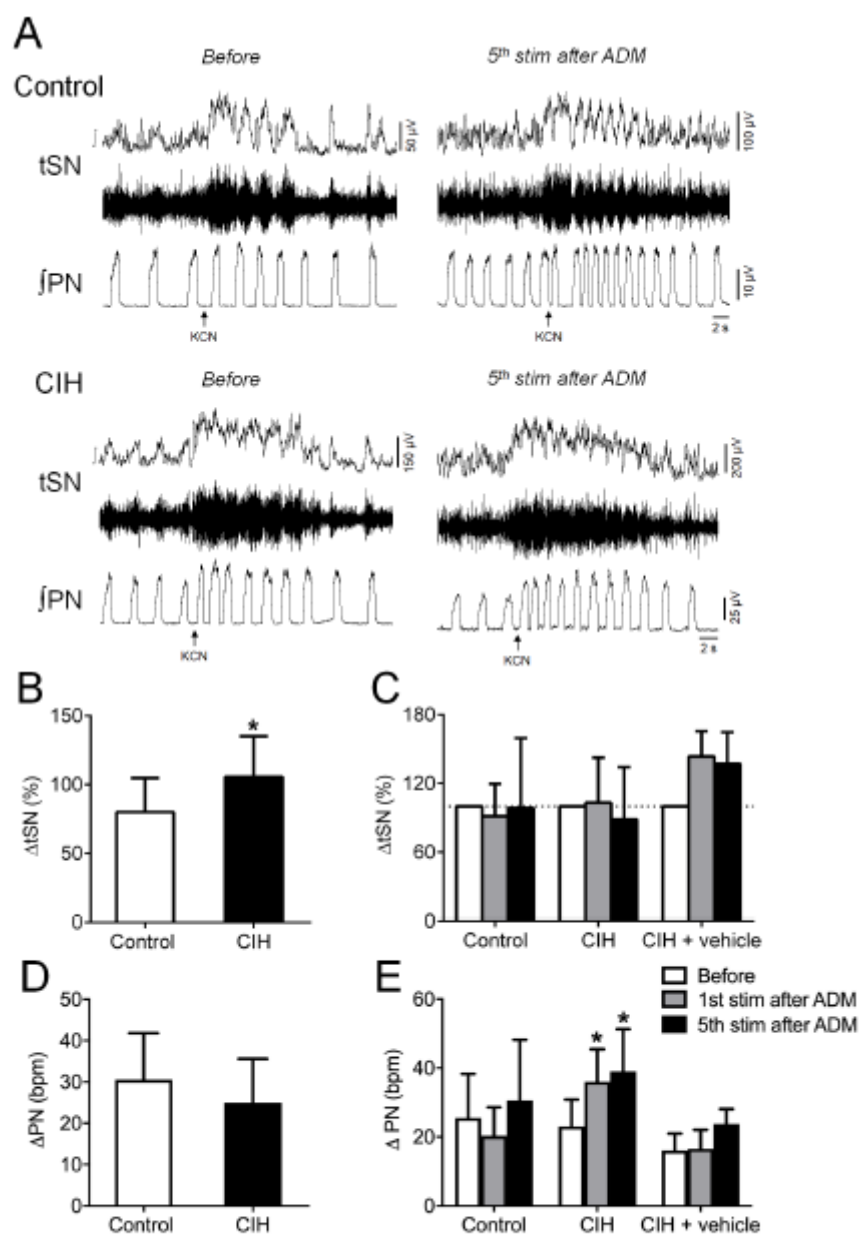 A
Before
5th stim after ADM
Control
50 µV
100 µV
tSN
∫PN
10 µV
KCN
KCN
2 s
CIH
Before
5th stim after ADM
150 µV
200 µV
tSN
∫PN
25 µV
KCN
KCN
2 s
B
ΔtSN (%)
150
100
50
0
*
Control
CIH
C
ΔtSN (%)
180
120
60
0
Control
CIH
CIH + vehicle
D
ΔPN (bpm)
50
40
30
20
10
0
Control
CIH
E
Before
1st stim after ADM
5th stim after ADM
Δ PN (bpm)
60
40
20
0
*
*
Control
CIH
CIH + vehicle